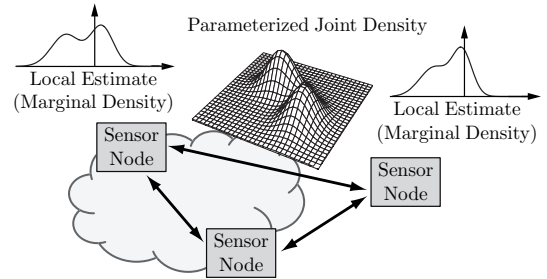 Parameterized Joint Density
Local Estimate
(Marginal Density)
Local Estimate
(Marginal Density)
Sensor
Node
Sensor
Node
Sensor
Node